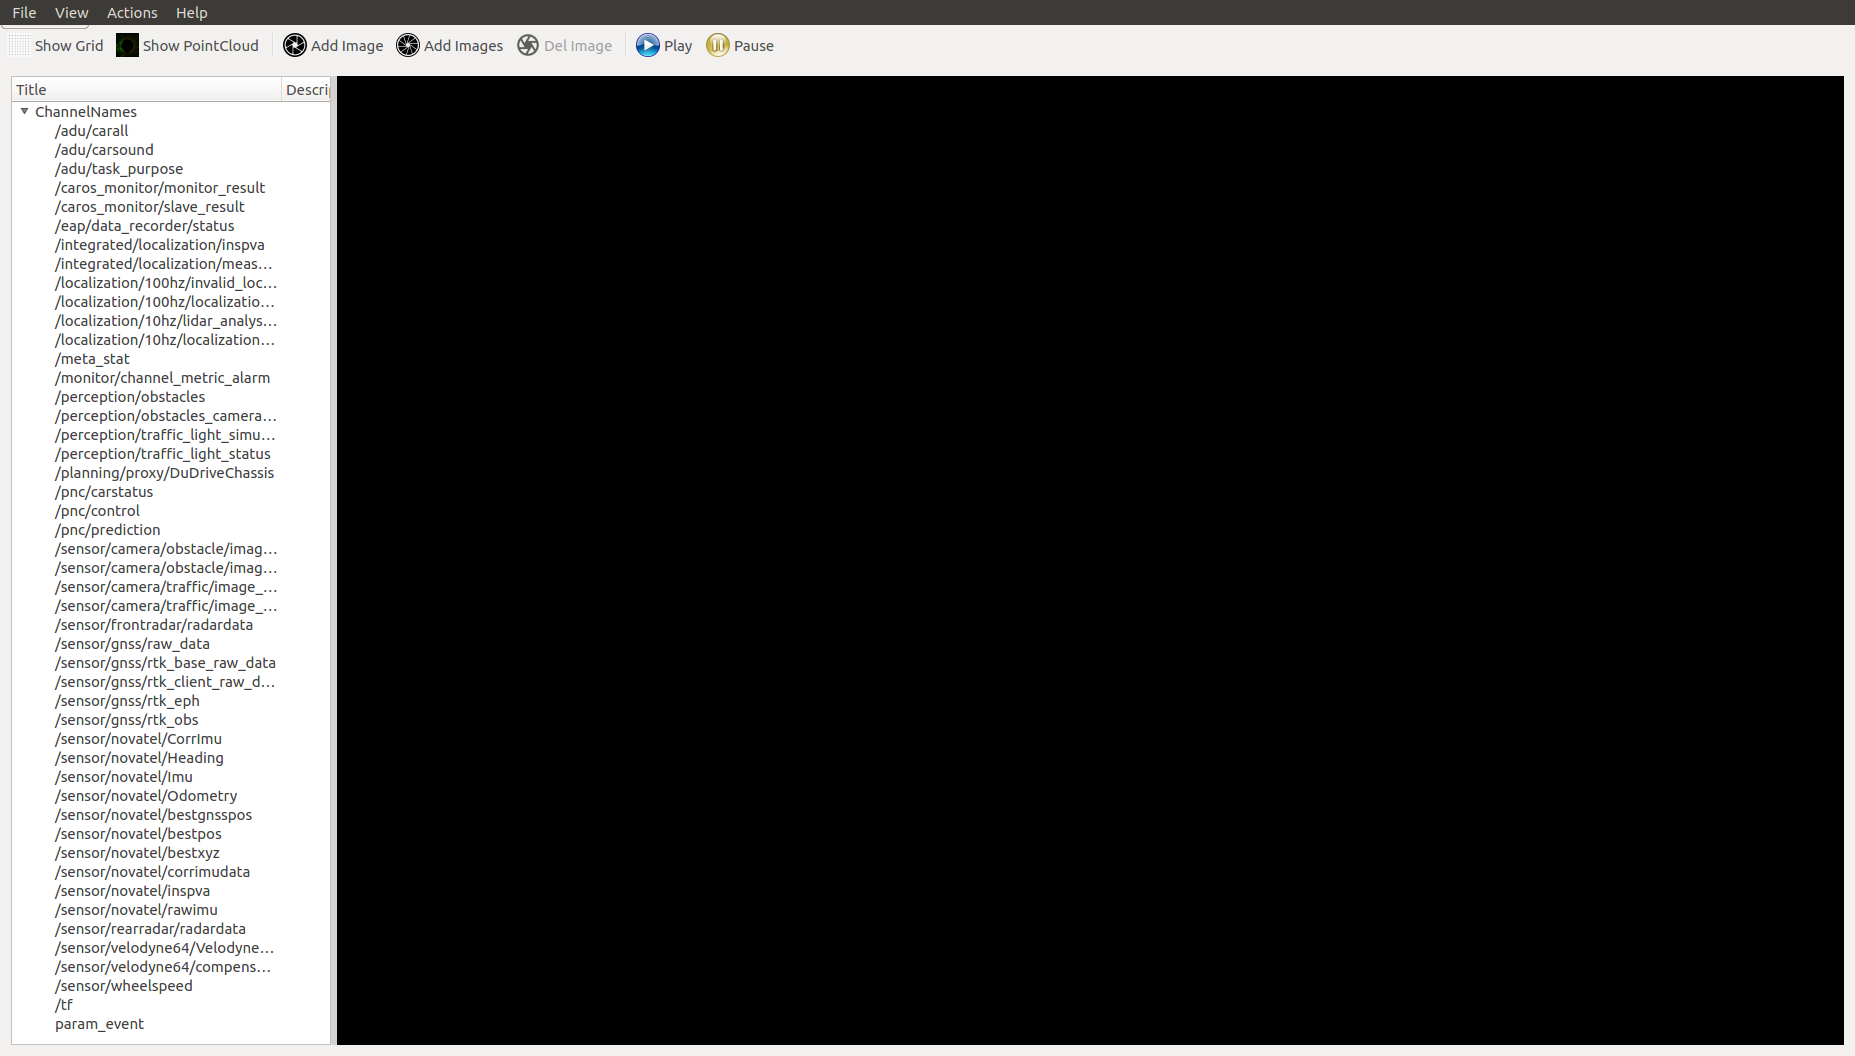 File View Actions Help
Show Grid Show PointCloud Add Image Add Images Del Image Play Pause
Title Descri
ChannelNames
/adu/carall
/adu/carsound
/adu/task_purpose
/caros_monitor/monitor_result
/caros_monitor/slave_result
/eap/data_recorder/status
/integrated/localization/inspva
/integrated/localization/meas...
/localization/100hz/invalid_loc...
/localization/100hz/localizatio...
/localization/10hz/lidar_analys...
/localization/10hz/localization...
/meta_stat
/monitor/channel_metric_alarm
/perception/obstacles
/perception/obstacles_camera...
/perception/traffic_light_simu...
/perception/traffic_light_status
/planning/proxy/DuDriveChassis
/pnc/carstatus
/pnc/control
/pnc/prediction
/sensor/camera/obstacle/imag...
/sensor/camera/obstacle/imag...
/sensor/camera/traffic/image_...
/sensor/camera/traffic/image_...
/sensor/frontradar/radardata
/sensor/gnss/raw_data
/sensor/gnss/rtk_base_raw_data
/sensor/gnss/rtk_client_raw_d...
/sensor/gnss/rtk_eph
/sensor/gnss/rtk_obs
/sensor/novatel/CorrImu
/sensor/novatel/Heading
/sensor/novatel/Imu
/sensor/novatel/Odometry
/sensor/novatel/bestgnsspos
/sensor/novatel/bestpos
/sensor/novatel/bestxyz
/sensor/novatel/corrimudata
/sensor/novatel/inspva
/sensor/novatel/rawimu
/sensor/rearradar/radardata
/sensor/velodyne64/Velodyne...
/sensor/velodyne64/compens...
/sensor/wheelspeed
/tf
param_event